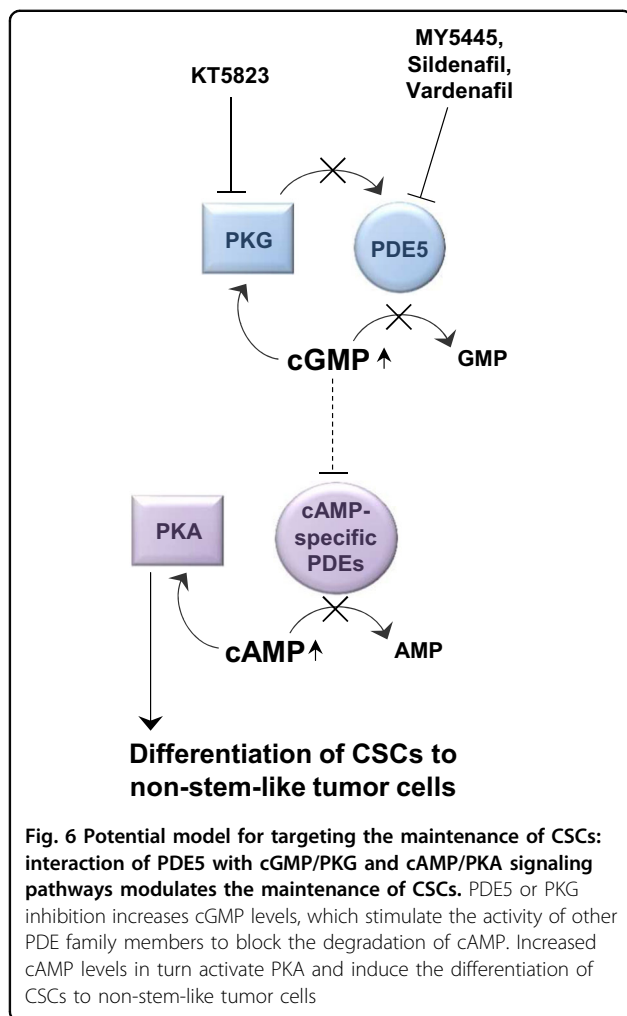 KT5823
MY5445,
Sildenafil,
Vardenafil
PKG
PDE5
cGMP
GMP
PKA
cAMP-
specific
PDEs
cAMP
AMP
Differentiation of CSCs to
non-stem-like tumor cells
Fig. 6 Potential model for targeting the maintenance of CSCs:
interaction of PDE5 with cGMP/PKG and cAMP/PKA signaling
pathways modulates the maintenance of CSCs. PDE5 or PKG
inhibition increases cGMP levels, which stimulate the activity of other
PDE family members to block the degradation of cAMP. Increased
cAMP levels in turn activate PKA and induce the differentiation of
CSCs to non-stem-like tumor cells